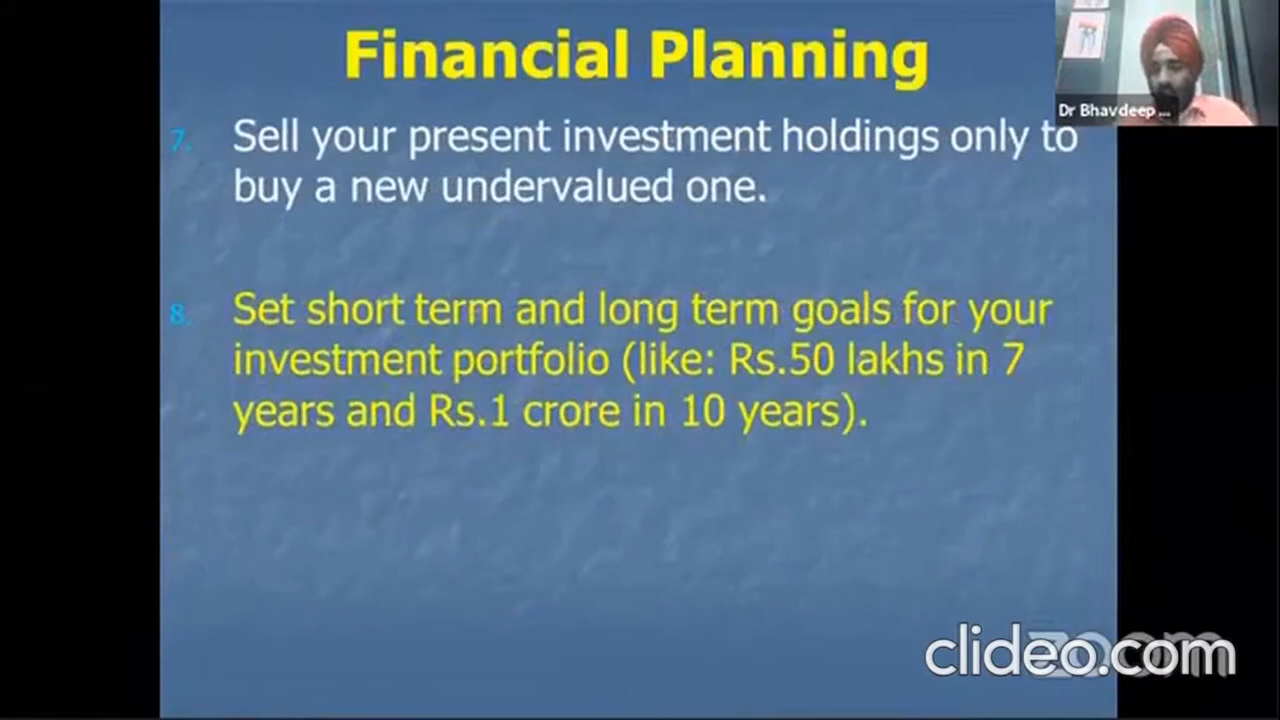 Financial Planning
Dr Bhavdeep ...
7. Sell your present investment holdings only to
buy a new undervalued one.
8. Set short term and long term goals for your
investment portfolio (like: Rs.50 lakhs in 7
years and Rs.1 crore in 10 years).
zoom
clideo.com